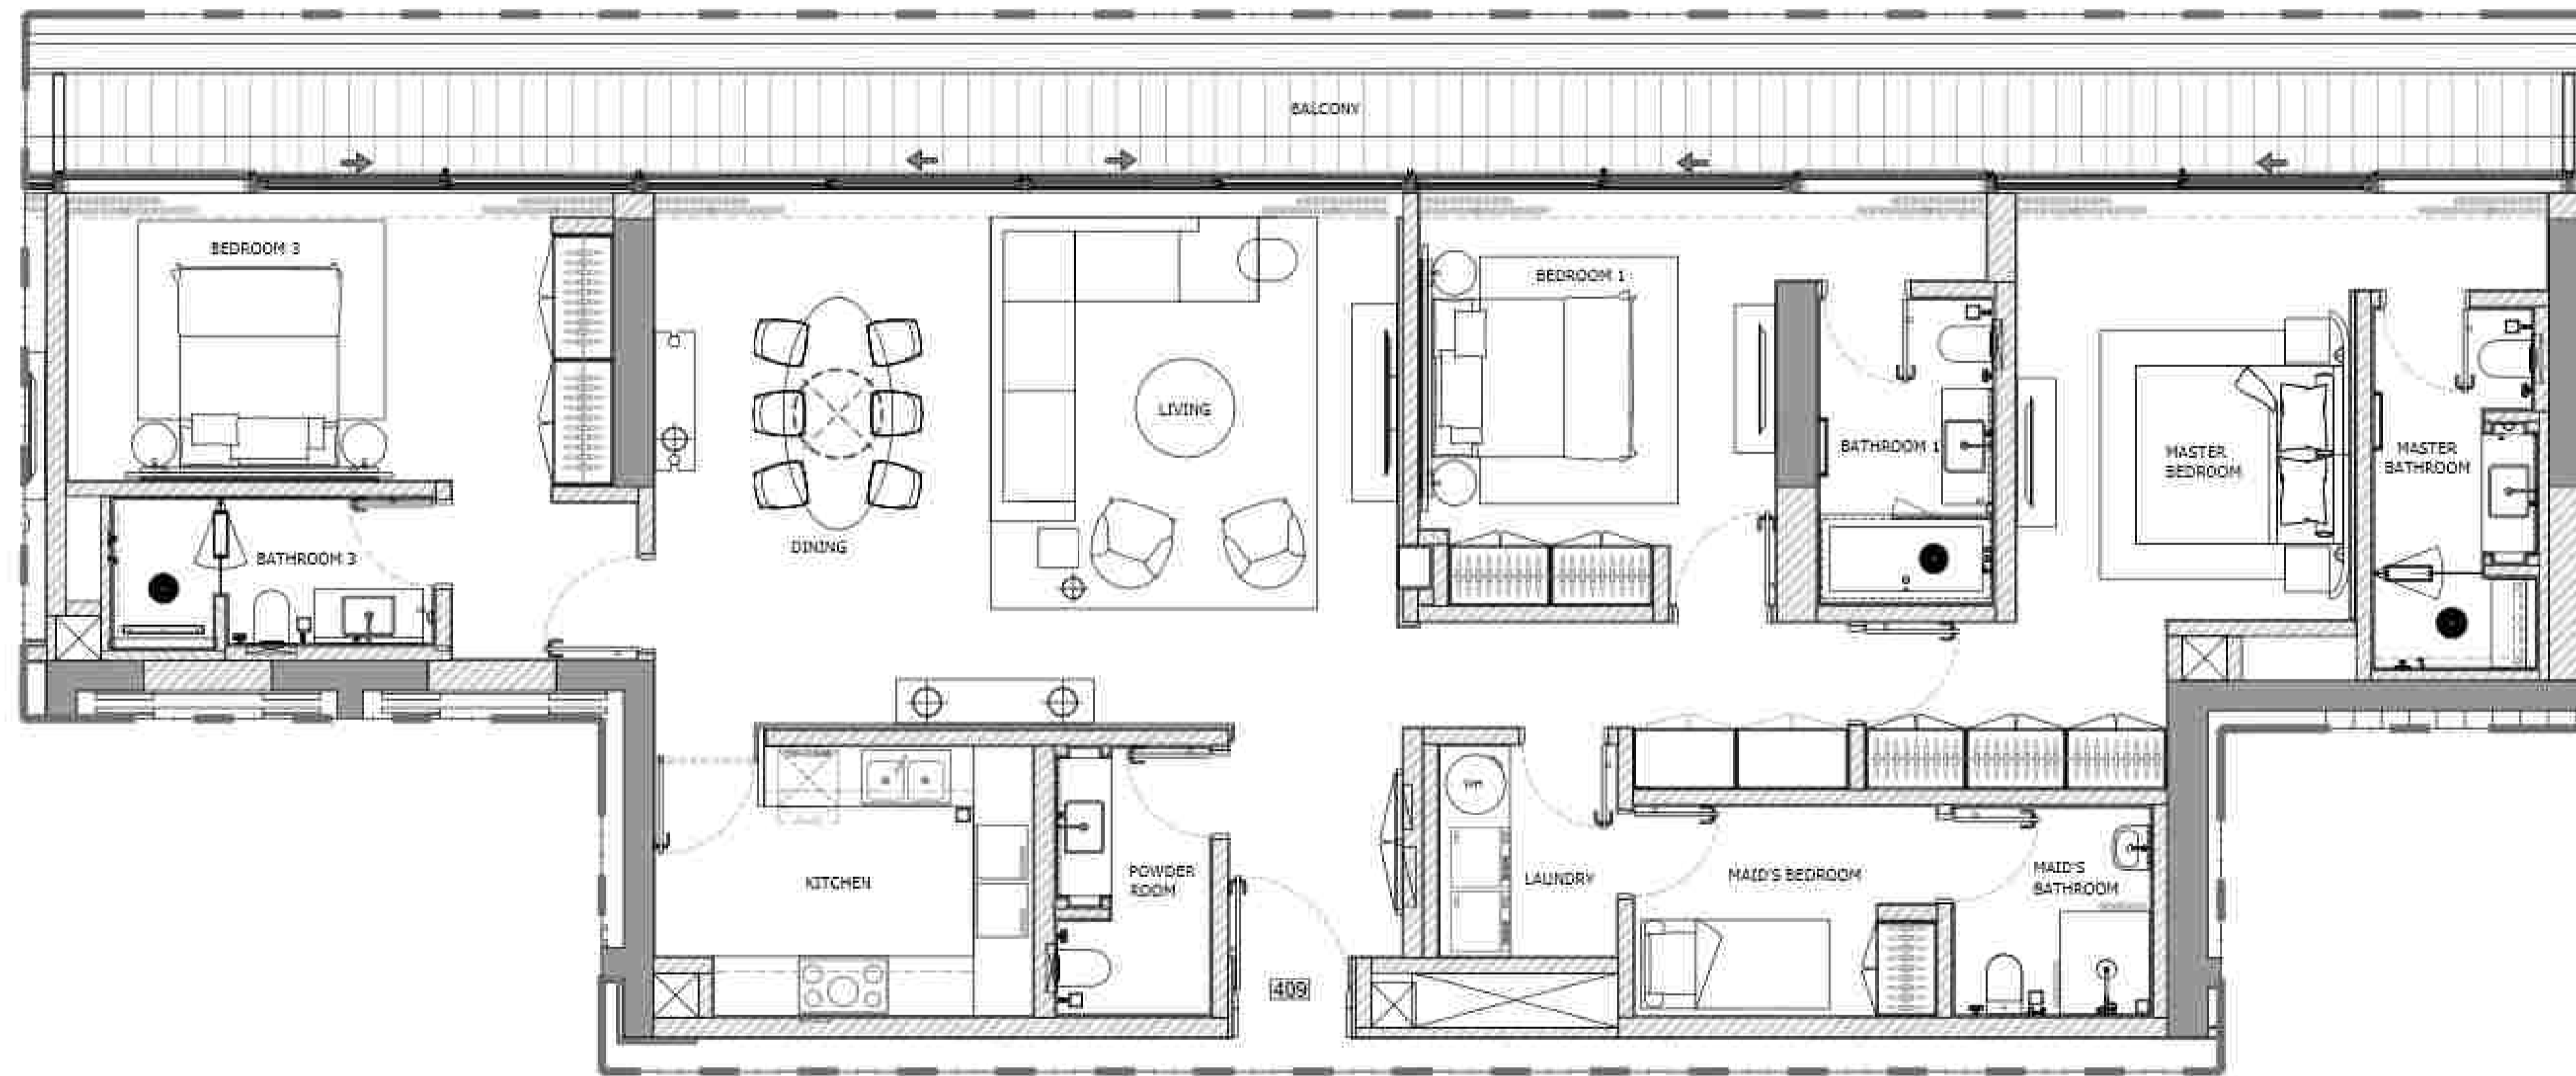 BALCONY
BEDROOM 3
BEDROOM 1
LIVING
BATHROOM 1
MASTER
BEDROOM
MASTER
BATHROOM
DINING
BATHROOM 3
KITCHEN
POWDER
ROOM
LAUNDRY
MAID'S BEDROOM
MAID'S
BATHROOM
409